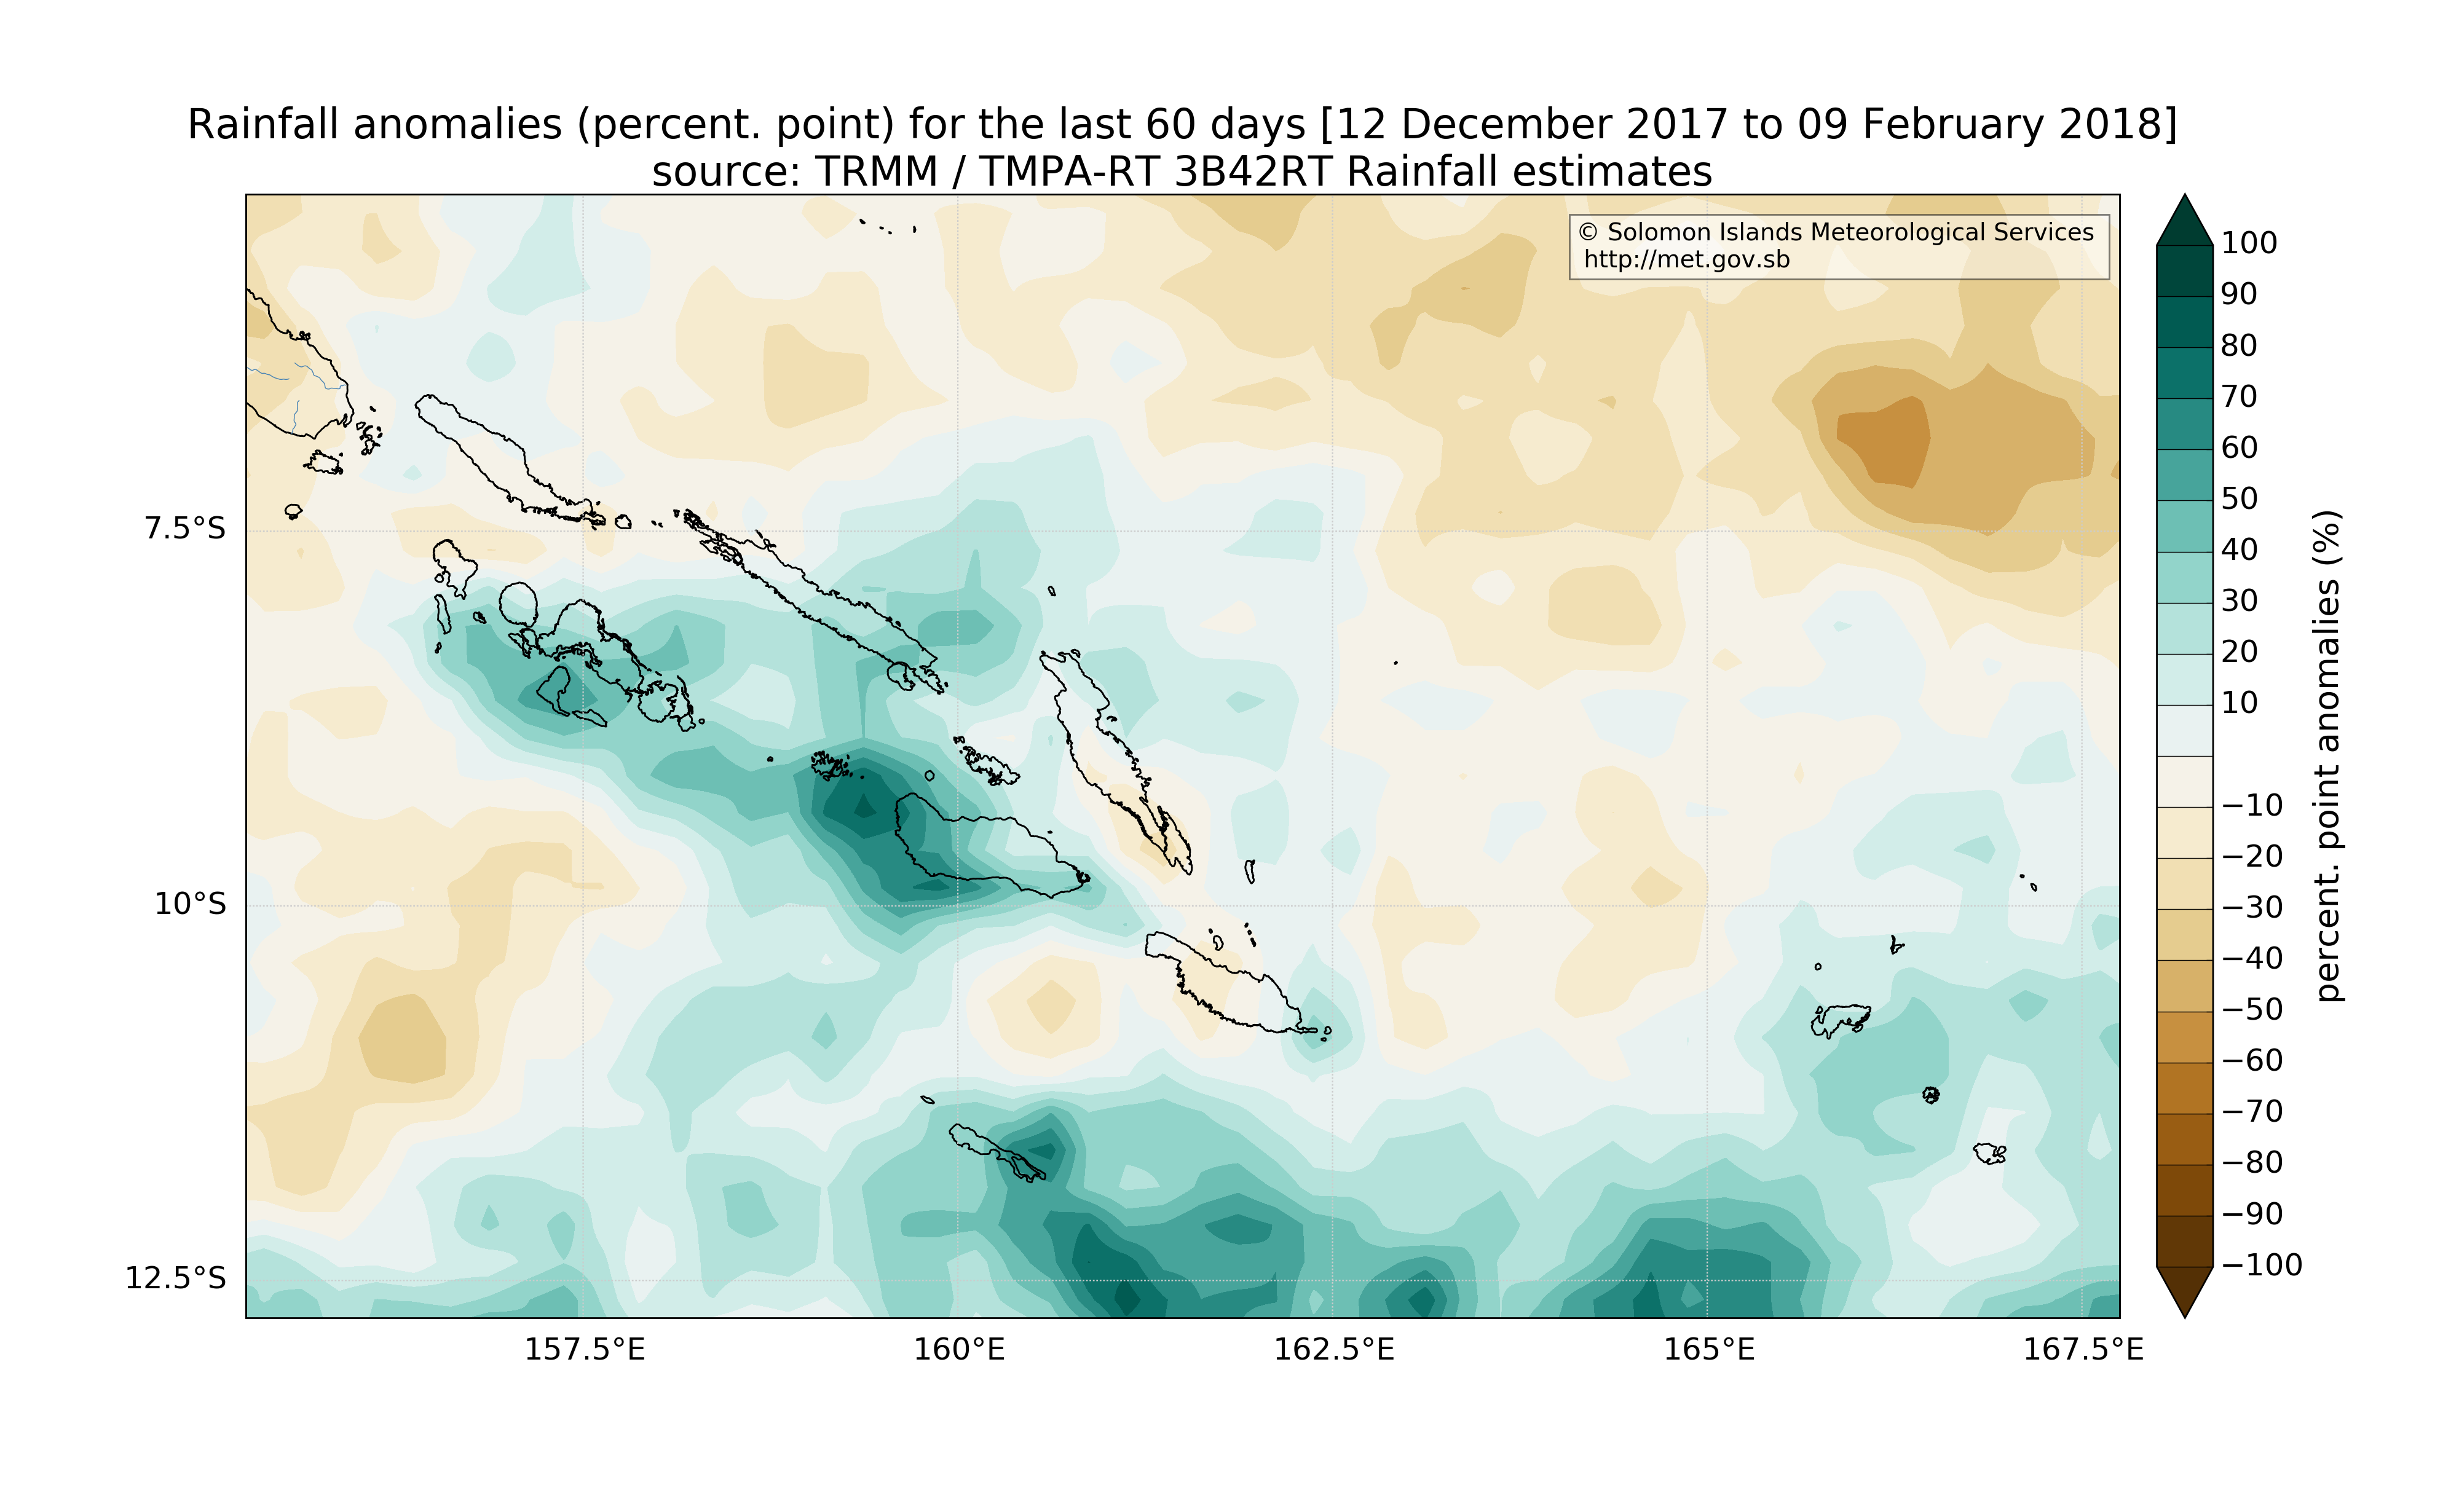 Rainfall anomalies (percent. point) for the last 60 days [12 December 2017 to 09 February 2018]
source: TRMM / TMPA-RT 3B42RT Rainfall estimates
© Solomon Islands Meteorological Services
http://met.gov.sb
7.5°S
10°S
12.5°S
157.5°E
160°E
162.5°E
165°E
167.5°E
100
90
80
70
60
50
40
30
20
10
−10
−20
−30
−40
−50
−60
−70
−80
−90
−100
percent. point anomalies (%)